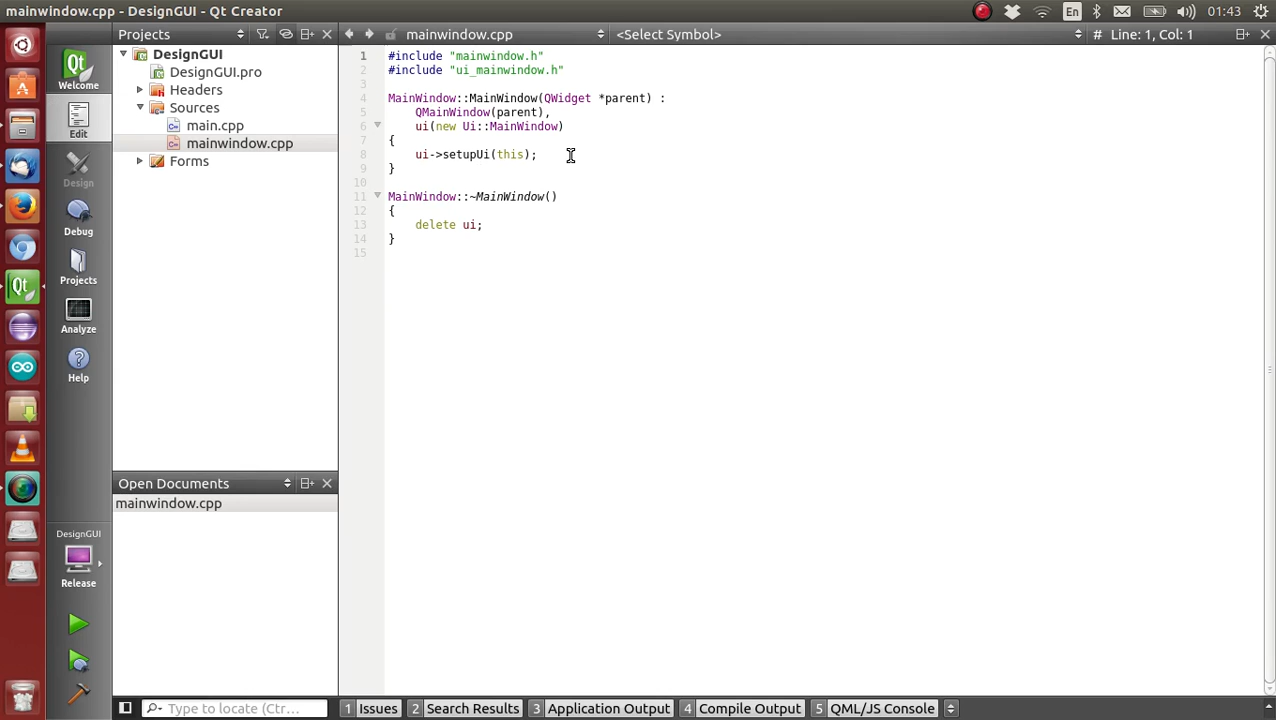 mainwindow.cpp - DesignGUI - Qt Creator
En
01:43
Projects
mainwindow.cpp
<Select Symbol>
# Line: 1, Col: 1
Welcome
Edit
Design
Debug
Projects
Analyze
Help
DesignGUI
Release
DesignGUI
DesignGUI.pro
Headers
Sources
main.cpp
mainwindow.cpp
Forms
Open Documents
mainwindow.cpp
1 #include "mainwindow.h"
2 #include "ui_mainwindow.h"
3
4 MainWindow::MainWindow(QWidget *parent) :
5 QMainWindow(parent),
6 ui(new Ui::MainWindow)
7 {
8 ui->setupUi(this);
9 }
10
11 MainWindow::~MainWindow()
12 {
13 delete ui;
14 }
15
Type to locate (Ctr...
1 Issues
2 Search Results
3 Application Output
4 Compile Output
5 QML/JS Console